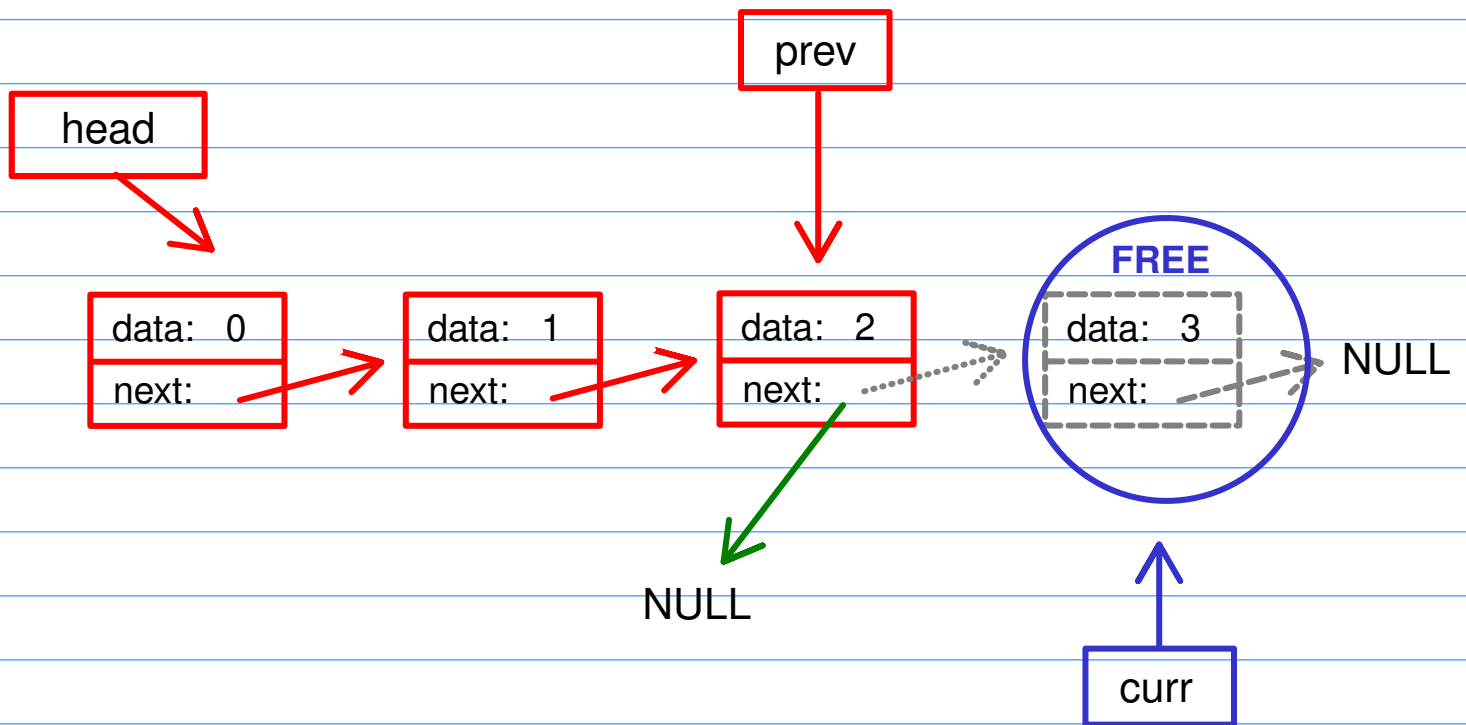 prev
head
FREE
data: 0
data: 1
data: 2
data: 3
next:
next:
next:
next:
NULL
NULL
curr